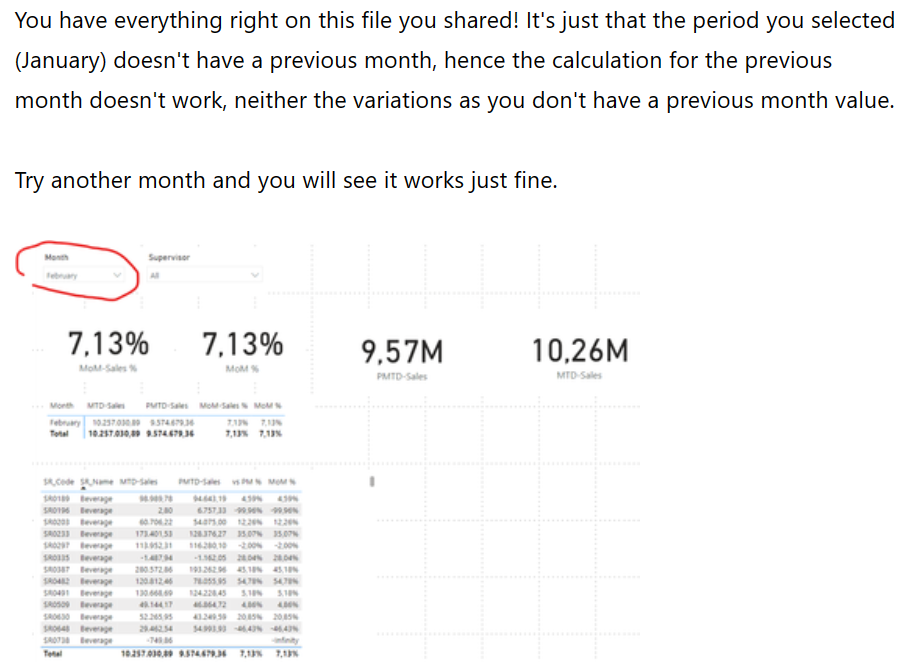 You have everything right on this file you shared! It's just that the period you selected
(January) doesn't have a previous month, hence the calculation for the previous
month doesn't work, neither the variations as you don't have a previous month value.
Try another month and you will see it works just fine.
Month Supervisor
February All
7,13% 7,13% 9,57M 10,26M
MoM-Sales % MoM % PMTD-Sales MTD-Sales
Month MTD-Sales PMTD-Sales MoM-Sales % MoM %
February 10.257.030,89 9.574.679,36 7,13% 7,13%
Total 10.257.030,89 9.574.679,36 7,13% 7,13%
SR_Code SR_Name MTD-Sales PMTD-Sales vs PM % MoM %
SR0189 Beverage 98.989,78 94.643,19 4,59% 4,59%
SR0196 Beverage 2,80 6.757,33 -99,96% -99,96%
SR0203 Beverage 60.706,22 54.075,00 12,26% 12,26%
SR0233 Beverage 173.401,53 128.376,27 35,07% 35,07%
SR0297 Beverage 113.952,31 116.280,10 -2,00% -2,00%
SR0335 Beverage -1.487,94 -1.162,05 28,04% 28,04%
SR0387 Beverage 280.572,86 193.262,96 45,18% 45,18%
SR0482 Beverage 120.812,46 78.055,95 54,78% 54,78%
SR0491 Beverage 130.668,69 124.228,45 5,18% 5,18%
SR0509 Beverage 49.144,17 46.864,72 4,86% 4,86%
SR0630 Beverage 52.265,95 43.249,59 20,85% 20,85%
SR0648 Beverage 29.462,54 54.993,93 -46,43% -46,43%
SR0738 Beverage -749,86 -Infinity
Total 10.257.030,89 9.574.679,36 7,13% 7,13%